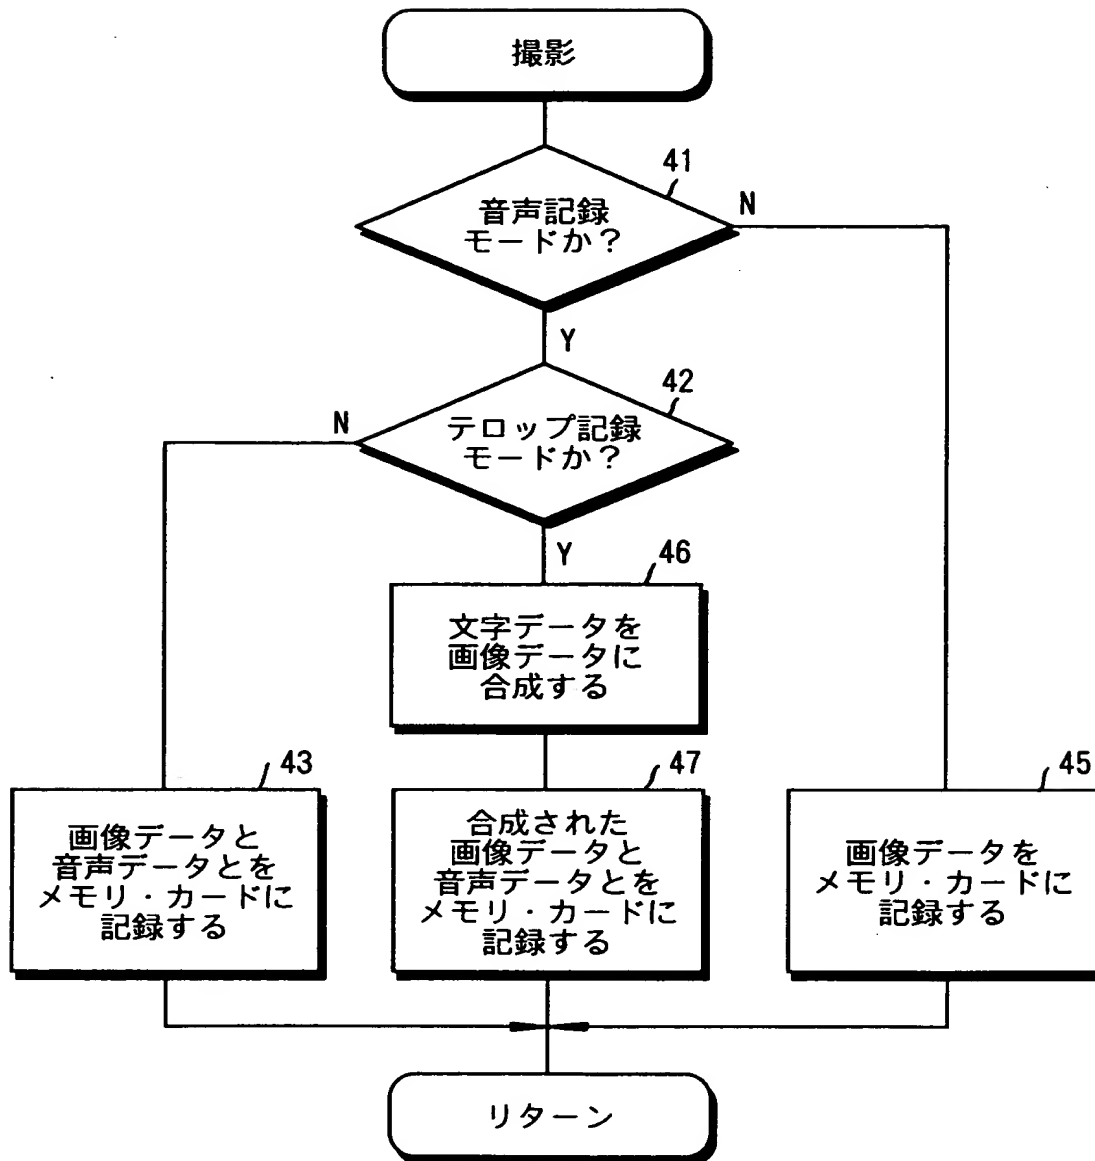 撮影
41
音声記録
モードか？
N
Y
42
テロップ記録
モードか？
N
Y
46
文字データを
画像データに
合成する
43
画像データと
音声データとを
メモリ・カードに
記録する
47
合成された
画像データと
音声データとを
メモリ・カードに
記録する
45
画像データを
メモリ・カードに
記録する
リターン